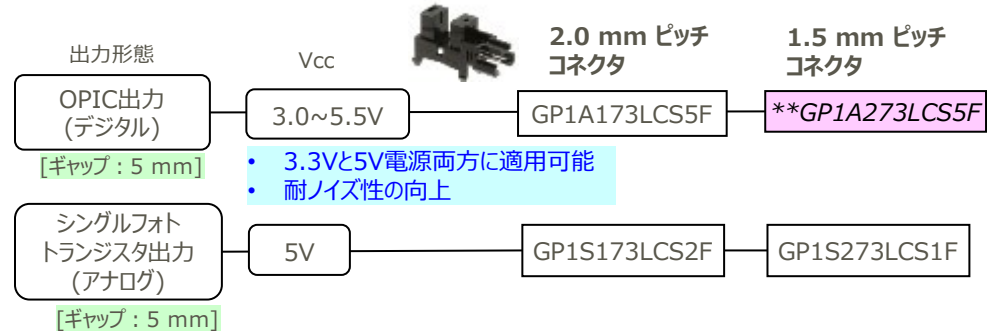 出力形態
Vcc
2.0 mm ピッチ
コネクタ
1.5 mm ピッチ
コネクタ
OPIC出力
(デジタル)
3.0~5.5V
GP1A173LCS5F
**GP1A273LCS5F
[ギャップ：5 mm]
• 3.3Vと5V電源両方に適用可能
• 耐ノイズ性の向上
シングルフォト
トランジスタ出力
(アナログ)
5V
GP1S173LCS2F
GP1S273LCS1F
[ギャップ：5 mm]